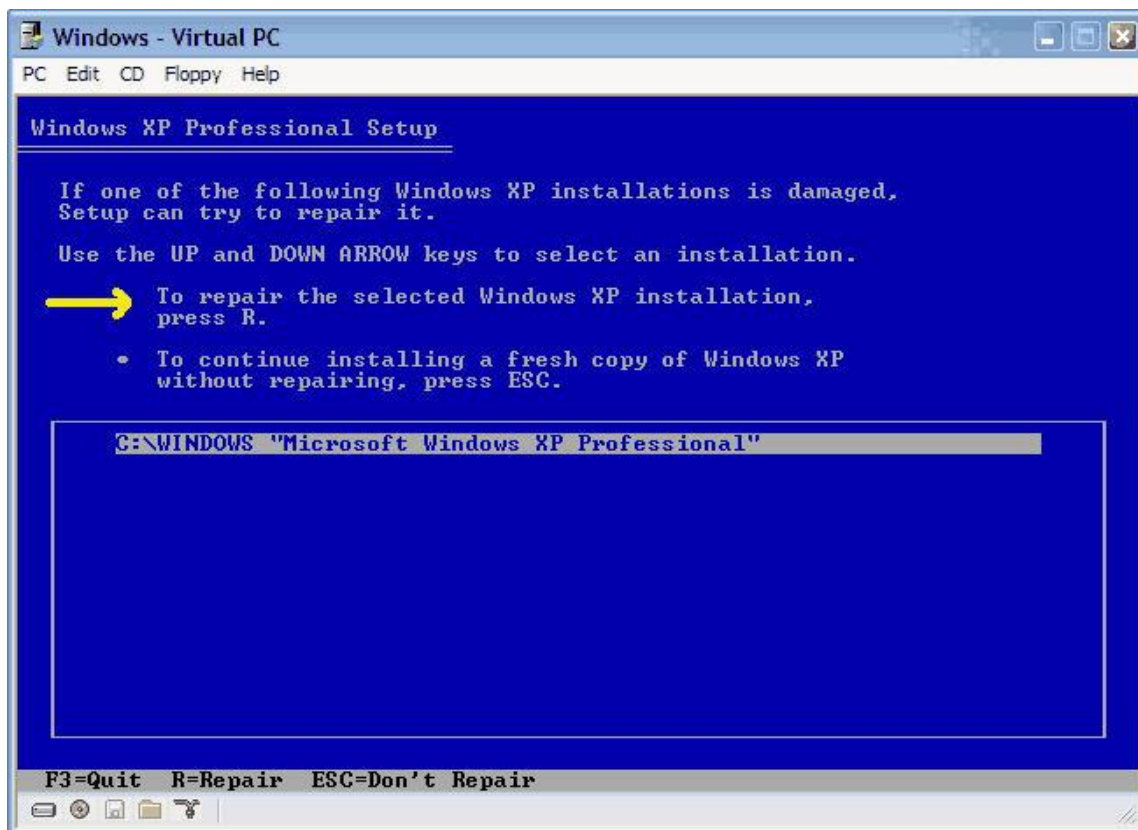 Windows - Virtual PC
PC Edit CD Floppy Help
Windows XP Professional Setup
If one of the following Windows XP installations is damaged,
Setup can try to repair it.
Use the UP and DOWN ARROW keys to select an installation.
To repair the selected Windows XP installation,
press R.
• To continue installing a fresh copy of Windows XP
without repairing, press ESC.
C:\WINDOWS "Microsoft Windows XP Professional"
F3=Quit R=Repair ESC=Don't Repair